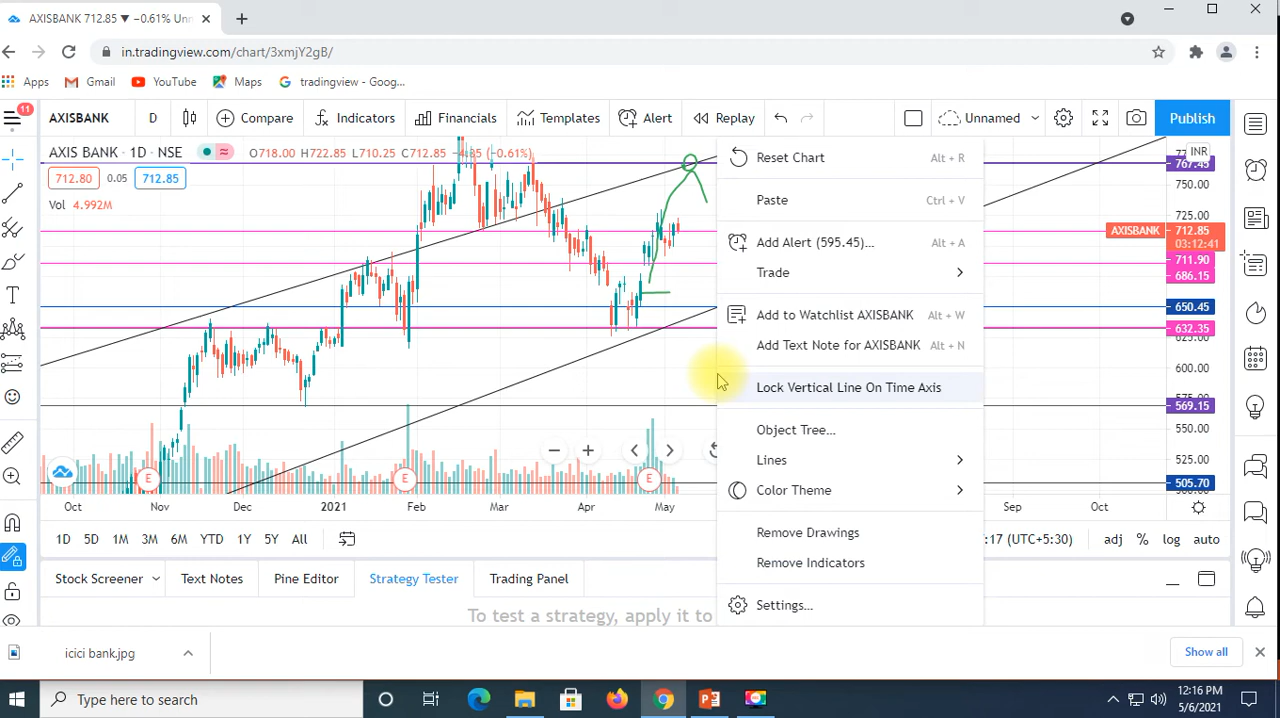 AXISBANK 712.85 ▼ −0.61% Unn
in.tradingview.com/chart/3xmjY2gB/
Apps Gmail YouTube Maps tradingview - Goog...
11
AXISBANK D Compare Indicators Financials Templates Alert Replay Unnamed Publish
AXIS BANK · 1D · NSE O718.00 H722.85 L710.25 C712.85 (−0.61%)
712.80 0.05 712.85
Vol 4.992M
Reset Chart Alt + R
Paste Ctrl + V
Add Alert (595.45)... Alt + A
Trade
Add to Watchlist AXISBANK Alt + W
Add Text Note for AXISBANK Alt + N
Lock Vertical Line On Time Axis
Object Tree...
Lines
Color Theme
Remove Drawings
Remove Indicators
Settings...
INR
767.45
750.00
725.00
AXISBANK 712.85
03:12:41
711.90
686.15
650.45
632.35
600.00
569.15
550.00
525.00
505.70
E E E
Oct Nov Dec 2021 Feb Mar Apr May Sep Oct
1D 5D 1M 3M 6M YTD 1Y 5Y All :17 (UTC+5:30) adj % log auto
Stock Screener Text Notes Pine Editor Strategy Tester Trading Panel
To test a strategy, apply it to
icici bank.jpg Show all
Type here to search
12:16 PM
5/6/2021